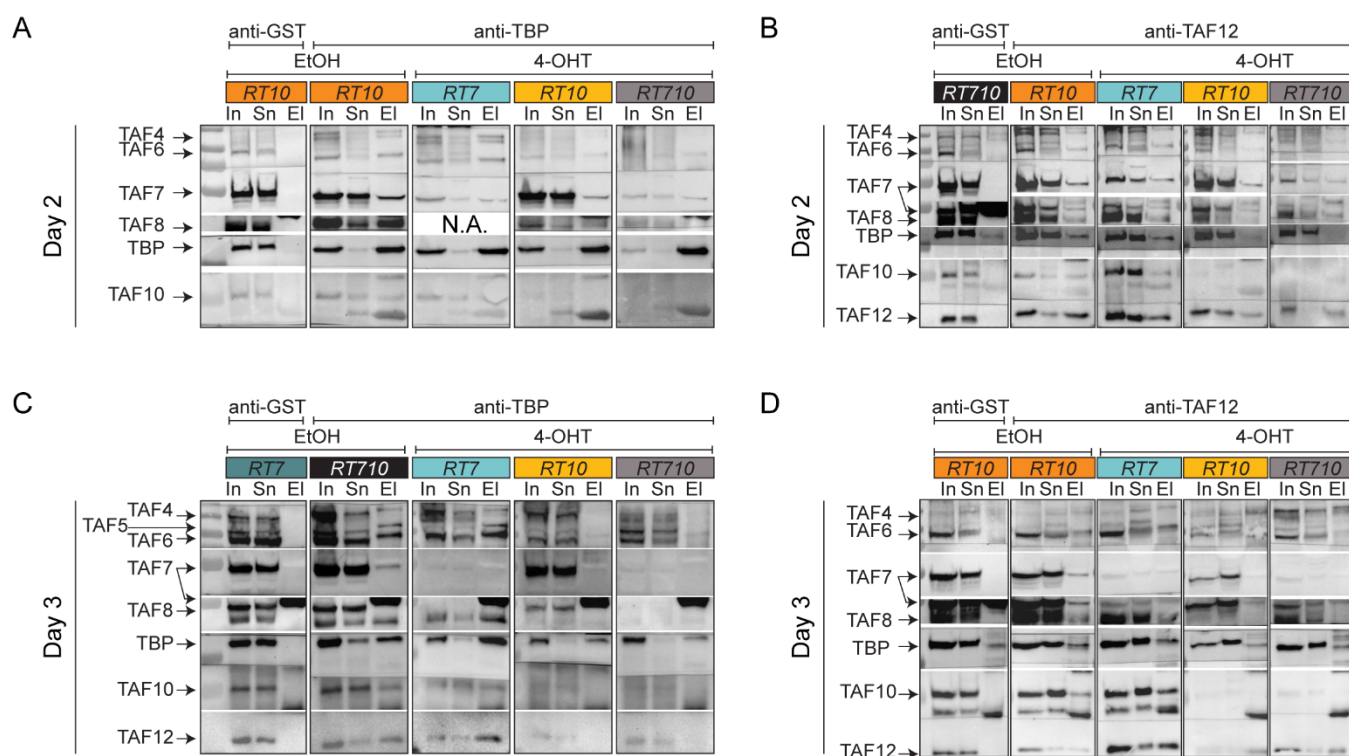 A
anti-GST anti-TBP
EtOH 4-OHT
RT10 RT10 RT7 RT10 RT710
In Sn El In Sn El In Sn El In Sn El In Sn El
TAF4
TAF6
TAF7
TAF8 N.A.
TBP
TAF10
Day 2
B
anti-GST anti-TAF12
EtOH 4-OHT
RT710 RT10 RT7 RT10 RT710
In Sn El In Sn El In Sn El In Sn El In Sn El
TAF4
TAF6
TAF7
TAF8
TBP
TAF10
TAF12
Day 2
C
anti-GST anti-TBP
EtOH 4-OHT
RT7 RT710 RT7 RT10 RT710
In Sn El In Sn El In Sn El In Sn El In Sn El
TAF4
TAF5
TAF6
TAF7
TAF8
TBP
TAF10
TAF12
Day 3
D
anti-GST anti-TAF12
EtOH 4-OHT
RT10 RT10 RT7 RT10 RT710
In Sn El In Sn El In Sn El In Sn El In Sn El
TAF4
TAF6
TAF7
TAF8
TBP
TAF10
TAF12
Day 3